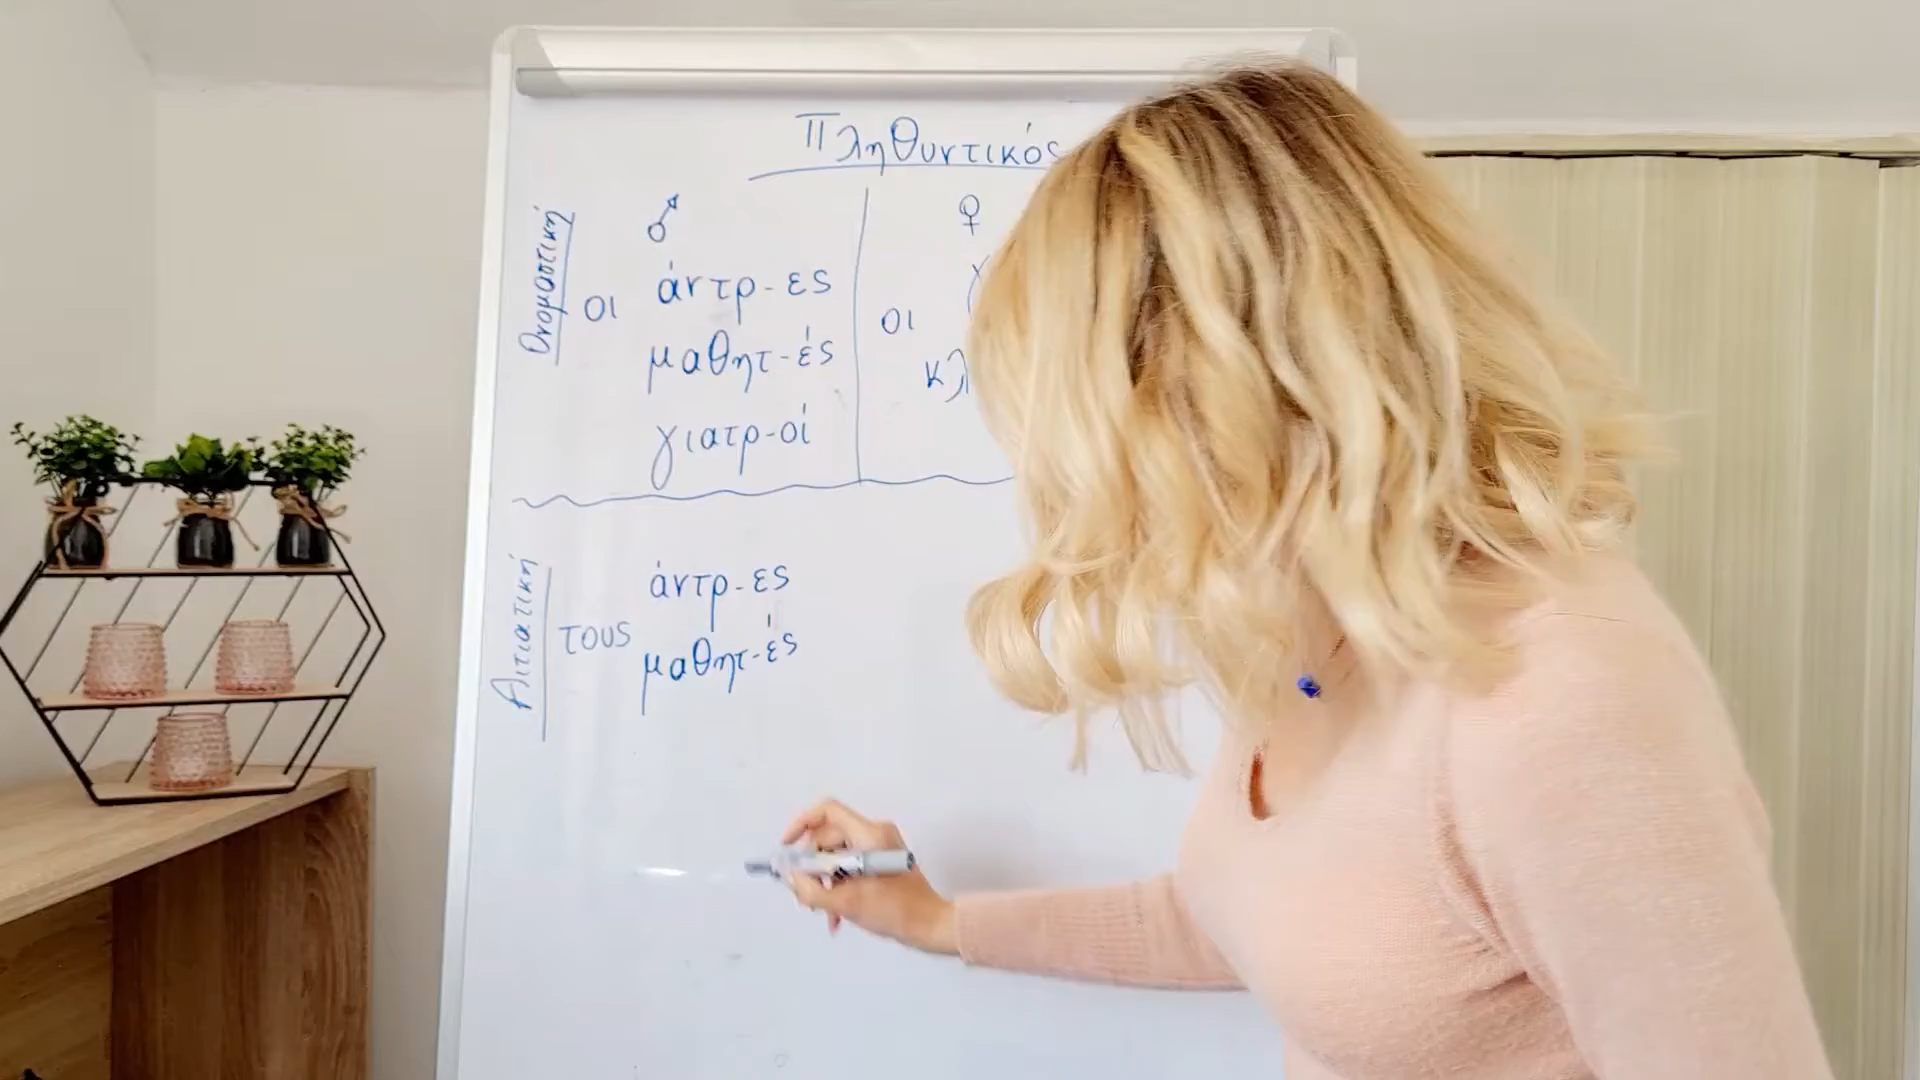 Πληθυντικός
Ονομαστική
οι
άντρ-ες
μαθητ-ές
γιατρ-οί
οι
Αιτιατική
τους
άντρ-ες
μαθητ-ές